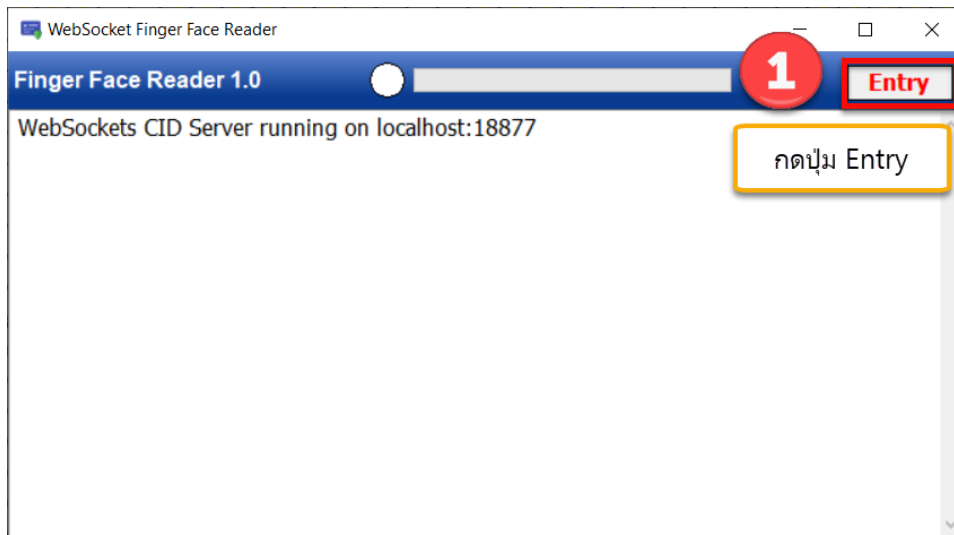 WebSocket Finger Face Reader
Finger Face Reader 1.0
1
Entry
WebSockets CID Server running on localhost:18877
กดปุ่ม Entry